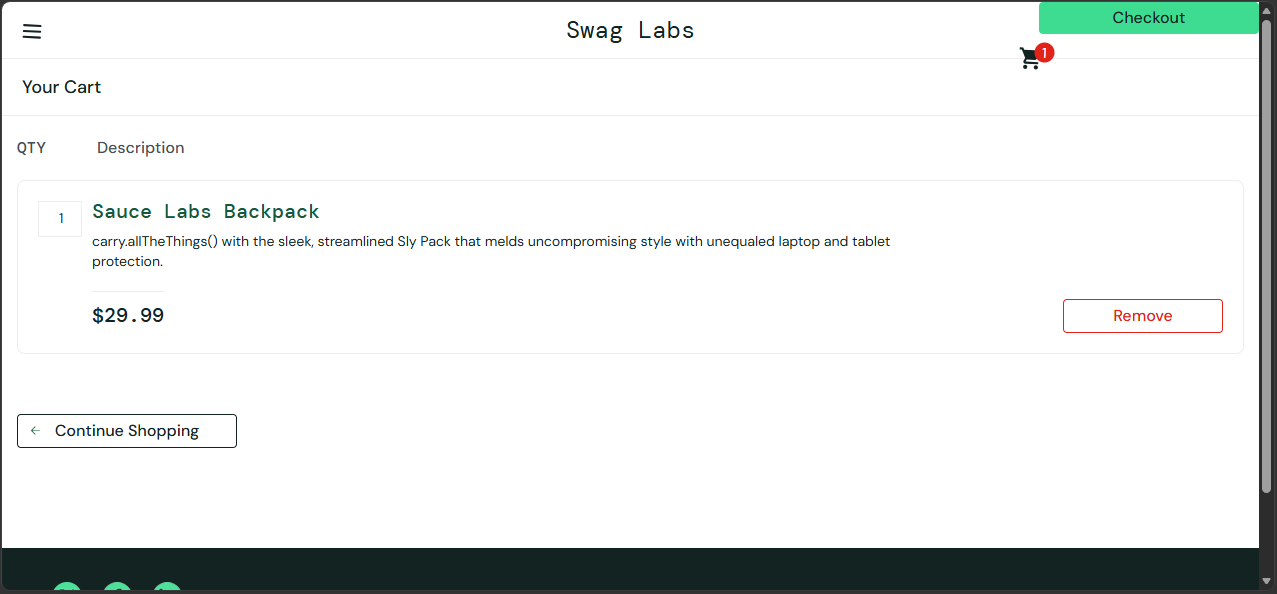 Swag Labs
Checkout
1
Your Cart
QTY Description
1
Sauce Labs Backpack
carry.allTheThings() with the sleek, streamlined Sly Pack that melds uncompromising style with unequaled laptop and tablet
protection.
$29.99
Remove
Continue Shopping